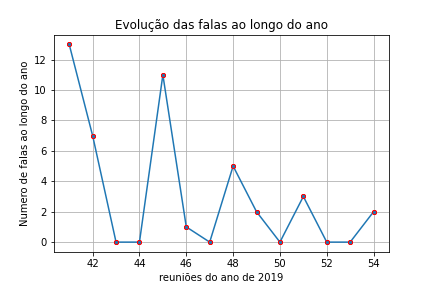 Evolução das falas ao longo do ano
Numero de falas ao longo do ano
12
10
8
6
4
2
0
42 44 46 48 50 52 54
reuniões do ano de 2019